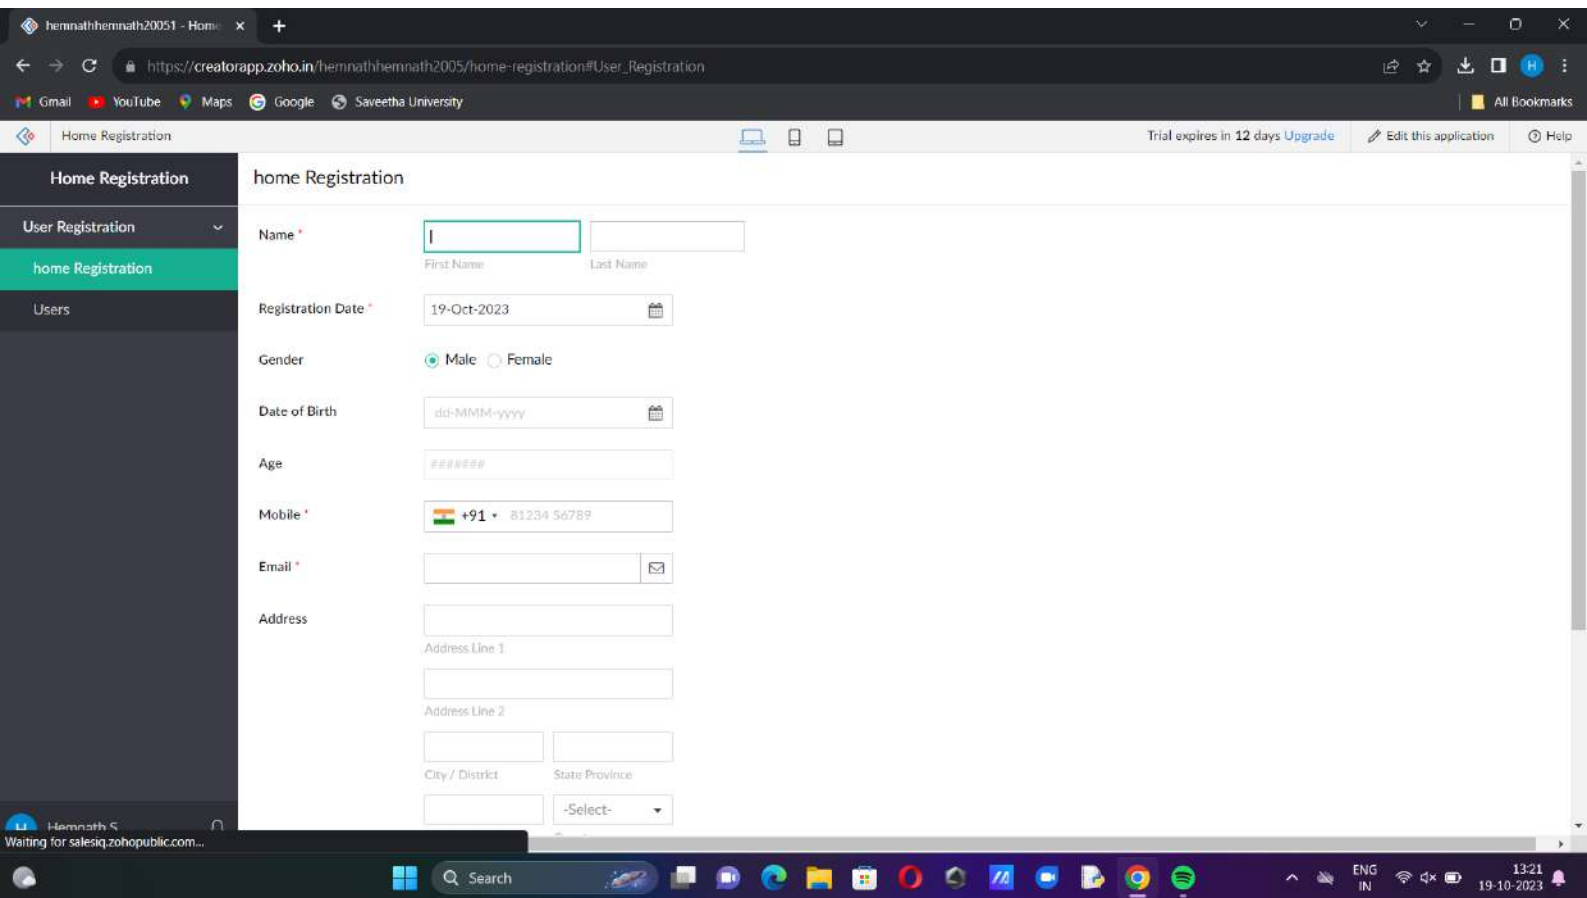 hemnathhemnath20051 - Home
https://creatorapp.zoho.in/hemnathhemnath2005/home-registration#User_Registration
H
Gmail YouTube Maps Google Saveetha University All Bookmarks
Home Registration Trial expires in 12 days Upgrade Edit this application Help
Home Registration
User Registration
home Registration
Users
home Registration
Name *
First Name Last Name
Registration Date * 19-Oct-2023
Gender Male Female
Date of Birth dd-MMM-yyyy
Age #######
Mobile * +91 81234 56789
Email *
Address
Address Line 1
Address Line 2
City / District State Province
-Select-
H Hemnath S
Waiting for salesiq.zohopublic.com...
Search
ENG
IN
13:21
19-10-2023